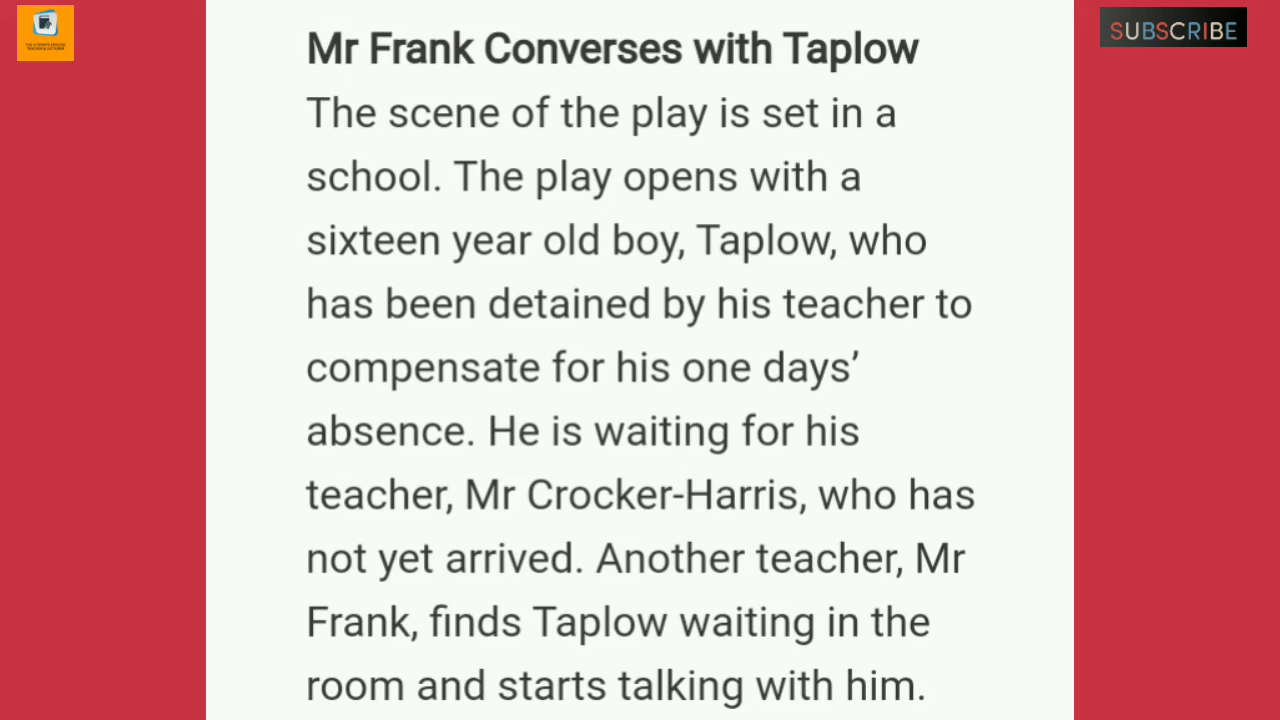 SUBSCRIBE
Mr Frank Converses with Taplow
The scene of the play is set in a
school. The play opens with a
sixteen year old boy, Taplow, who
has been detained by his teacher to
compensate for his one days’
absence. He is waiting for his
teacher, Mr Crocker-Harris, who has
not yet arrived. Another teacher, Mr
Frank, finds Taplow waiting in the
room and starts talking with him.